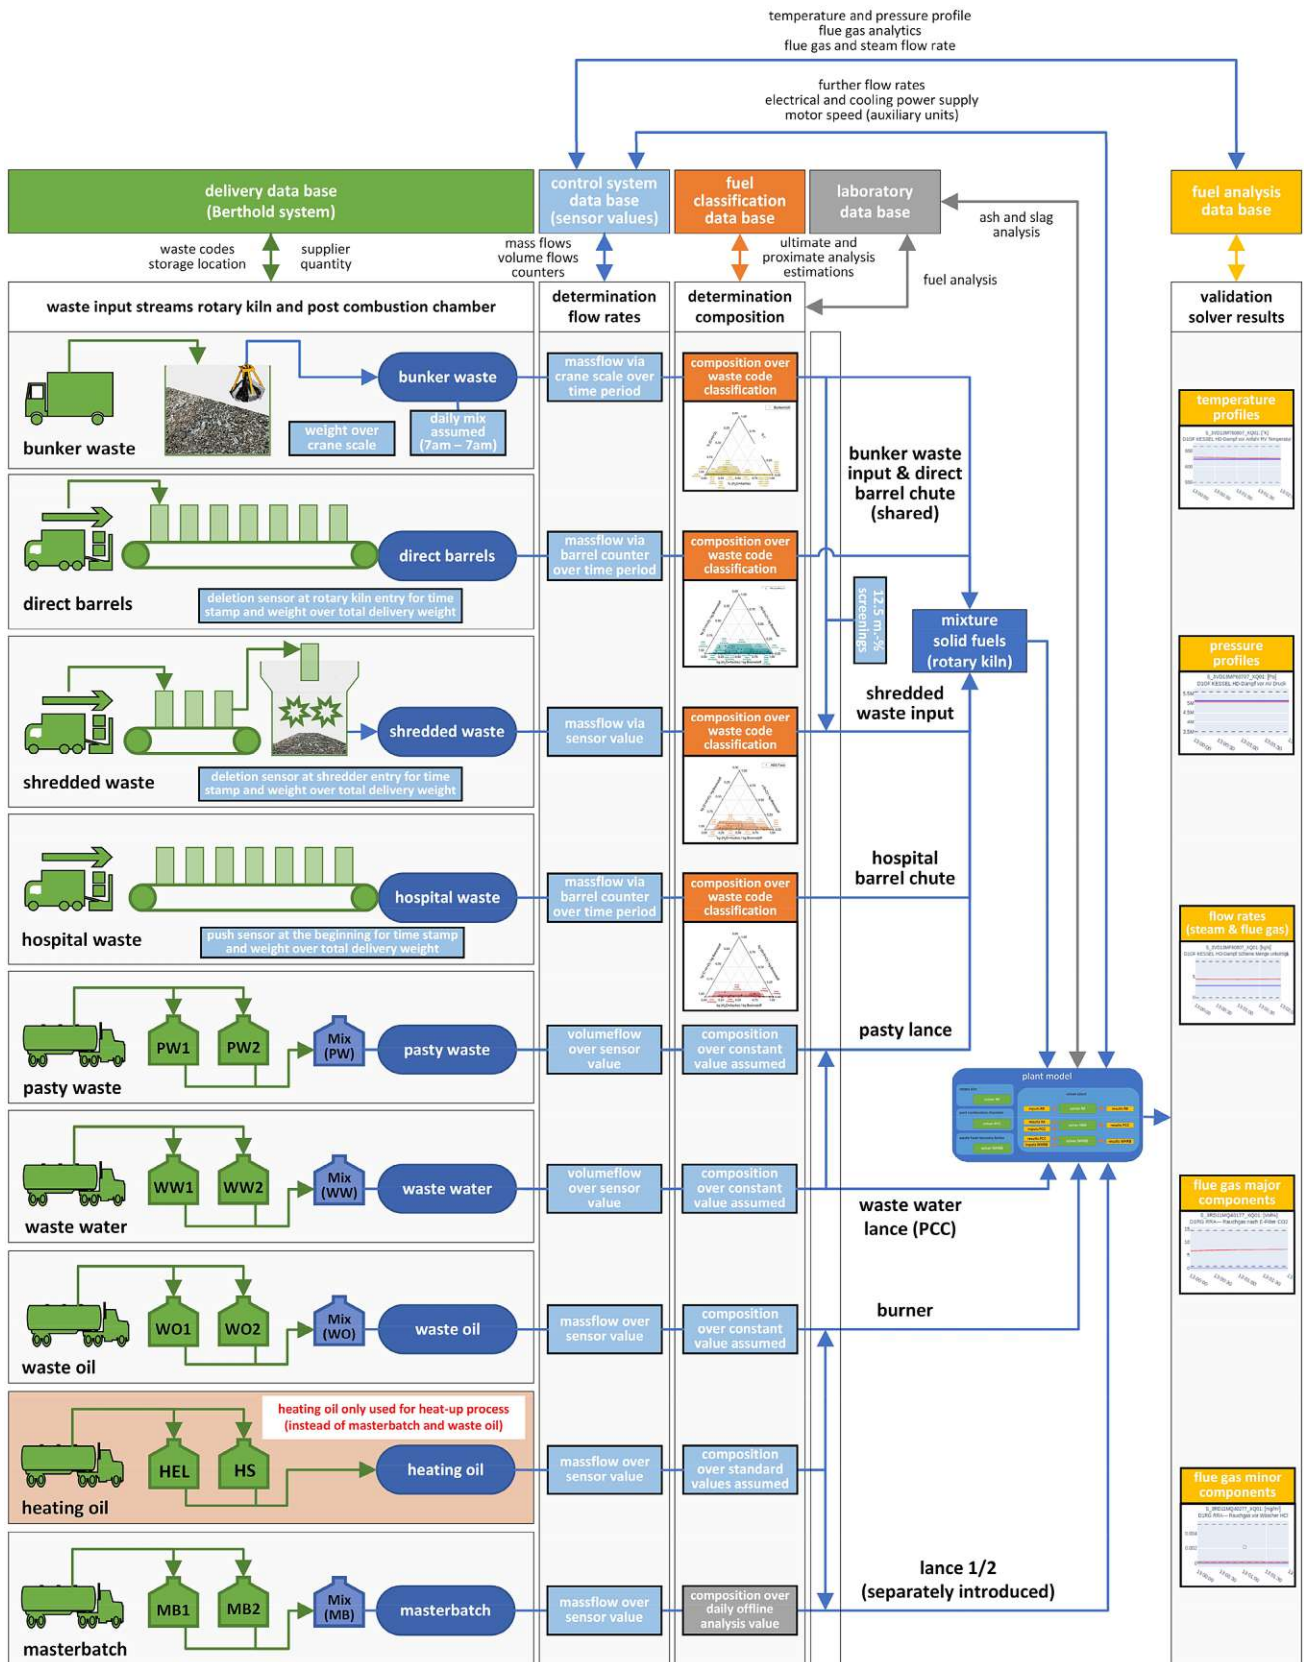 temperature and pressure profile
flue gas analytics
flue gas and steam flow rate
further flow rates
electrical and cooling power supply
motor speed (auxiliary units)
delivery data base
(Berthold system)
control system
data base
(sensor values)
fuel
classification
data base
laboratory
data base
fuel analysis
data base
ash and slag
analysis
waste codes
storage location
supplier
quantity
mass flows
volume flows
counters
ultimate and
proximate analysis
estimations
fuel analysis
waste input streams rotary kiln and post combustion chamber
determination
flow rates
determination
composition
validation
solver results
bunker waste
weight over
crane scale
bunker waste
daily mix
assumed
(7am – 7am)
massflow via
crane scale over
time period
composition over
waste code
classification
bunker waste
input & direct
barrel chute
(shared)
temperature
profiles
direct barrels
direct barrels
deletion sensor at rotary kiln entry for time
stamp and weight over total delivery weight
massflow via
barrel counter
over time period
composition over
waste code
classification
12.5 m.-%
screenings
mixture
solid fuels
(rotary kiln)
pressure
profiles
shredded waste
shredded waste
deletion sensor at shredder entry for time
stamp and weight over total delivery weight
massflow via
sensor value
composition over
waste code
classification
shredded
waste input
hospital waste
hospital waste
push sensor at the beginning for time stamp
and weight over total delivery weight
massflow via
barrel counter
over time period
composition over
waste code
classification
hospital
barrel chute
flow rates
(steam & flue gas)
pasty waste
PW1
PW2
Mix
(PW)
pasty waste
volumeflow
over sensor
value
composition
over constant
value assumed
pasty lance
plant model
waste water
WW1
WW2
Mix
(WW)
waste water
volumeflow
over sensor
value
composition
over constant
value assumed
waste water
lance (PCC)
flue gas major
components
waste oil
WO1
WO2
Mix
(WO)
waste oil
massflow over
sensor value
composition
over constant
value assumed
burner
heating oil only used for heat-up process
(instead of masterbatch and waste oil)
heating oil
HEL
HS
heating oil
massflow over
sensor value
composition
over standard
values assumed
flue gas minor
components
masterbatch
MB1
MB2
Mix
(MB)
masterbatch
massflow over
sensor value
composition over
daily offline
analysis value
lance 1/2
(separately introduced)